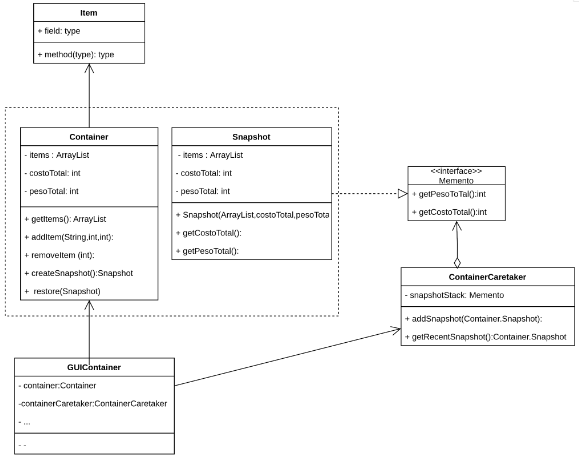 Item
+ field: type
+ method(type): type
Container
- items : ArrayList
- costoTotal: int
- pesoTotal: int
+ getItems(): ArrayList
+ addItem(String,int,int):
+ removeItem (int):
+ createSnapshot():Snapshot
+ restore(Snapshot)
Snapshot
- items : ArrayList
- costoTotal: int
- pesoTotal: int
+ Snapshot(ArrayList,costoTotal,pesoTota
+ getCostoTotal():
+ getPesoTotal():
<<interface>>
Memento
+ getPesoToTal():int
+ getCostoTotal():int
ContainerCaretaker
- snapshotStack: Memento
+ addSnapshot(Container.Snapshot):
+ getRecentSnapshot():Container.Snapshot
GUIContainer
- container:Container
-containerCaretaker:ContainerCaretaker
- ...
- -